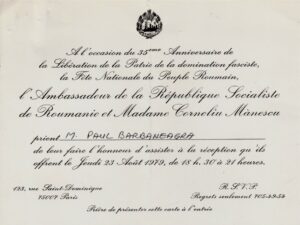 A l'occasion du 35ème Anniversaire de
la Libération de la Patrie de la domination fasciste,
la Fête Nationale du Peuple Roumain,
l'Ambassadeur de la République Socialiste
de Roumanie et Madame Corneliu Mănescu
prient M. PAUL BARBANEAGRA
de leur faire l'honneur d'assister à la réception qu'ils
offrent le Jeudi 23 Août 1979, de 18 h. 30 à 21 heures.
123, rue Saint-Dominique
75007 Paris
R. S. V. P.
Regrets seulement 705-49-54
Prière de présenter cette carte à l'entrée